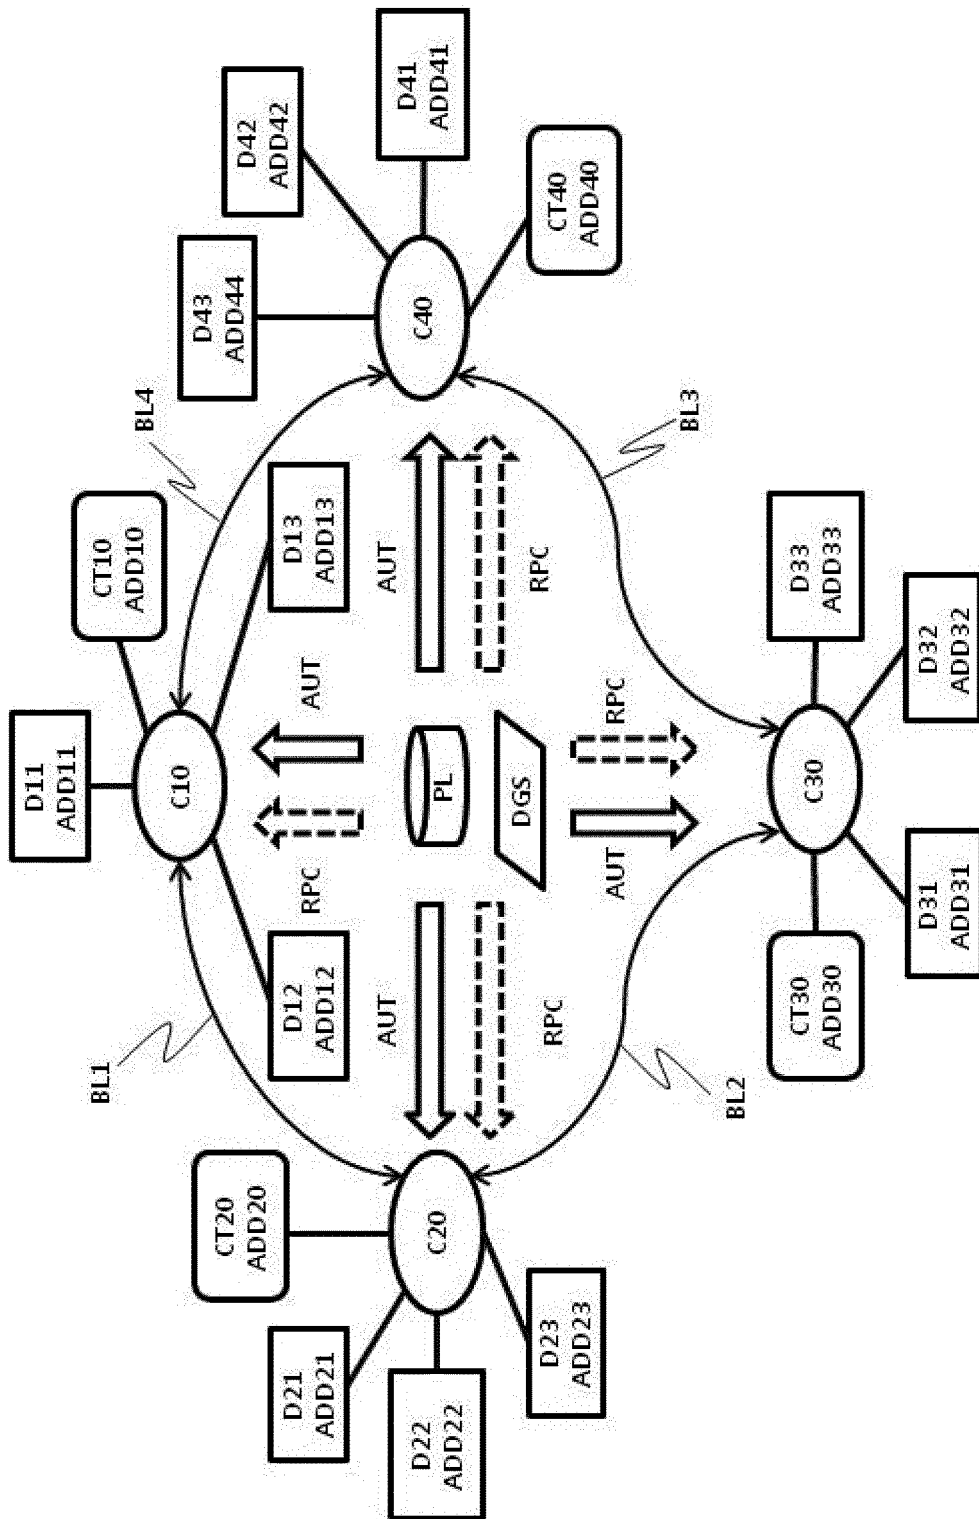 D11
ADD11
CT10
ADD10
BL1
BL4
C10
D43
ADD44
CT20
ADD20
D42
ADD42
D21
ADD21
D12
ADD12
D13
ADD13
RPC
AUT
AUT
AUT
D41
ADD41
D22
ADD22
C20
PL
C40
DGS
D23
ADD23
RPC
RPC
CT40
ADD40
AUT
RPC
BL3
BL2
CT30
ADD30
C30
D33
ADD33
D31
ADD31
D32
ADD32